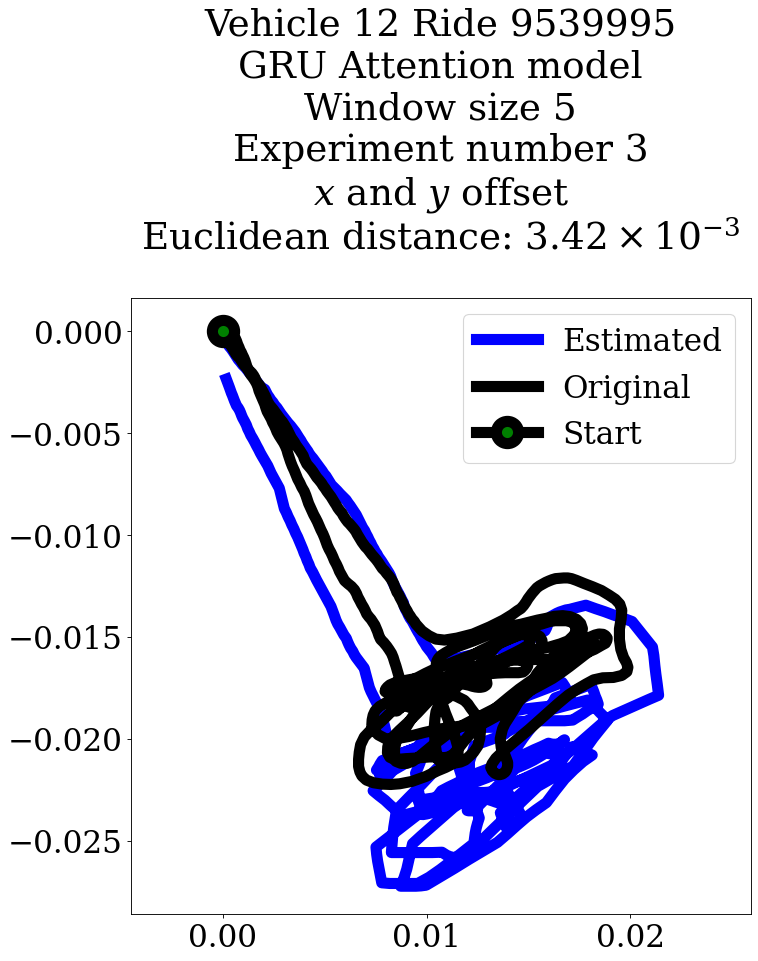 Vehicle 12 Ride 9539995
GRU Attention model
Window size 5
Experiment number 3
x and y offset
Euclidean distance: 3.42 × 10⁻³
Estimated
Original
Start
0.000
−0.005
−0.010
−0.015
−0.020
−0.025
0.00
0.01
0.02